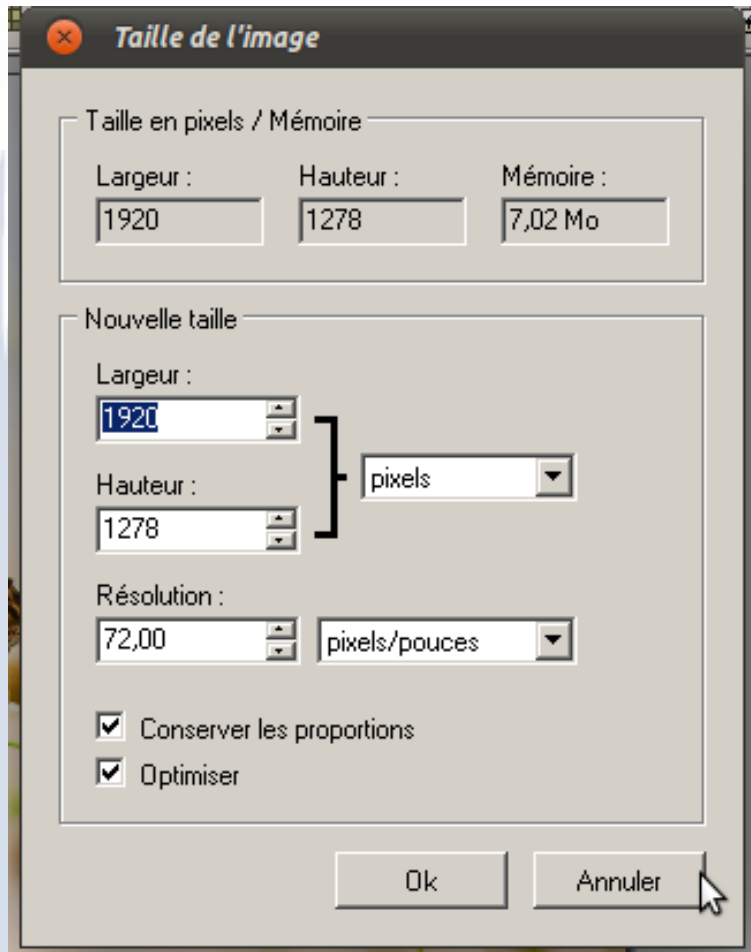 Taille de l'image
Taille en pixels / Mémoire
Largeur : Hauteur : Mémoire :
1920 1278 7,02 Mo
Nouvelle taille
Largeur :
1920
pixels
Hauteur :
1278
Résolution :
72,00 pixels/pouces
Conserver les proportions
Optimiser
Ok Annuler